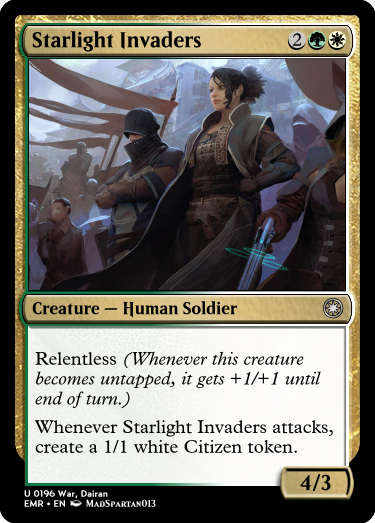 Starlight Invaders 2
Creature — Human Soldier
Relentless (Whenever this creature
becomes untapped, it gets +1/+1 until
end of turn.)
Whenever Starlight Invaders attacks,
create a 1/1 white Citizen token.
4/3
U 0196 War, Dairan
EMR • EN MadSpartan013